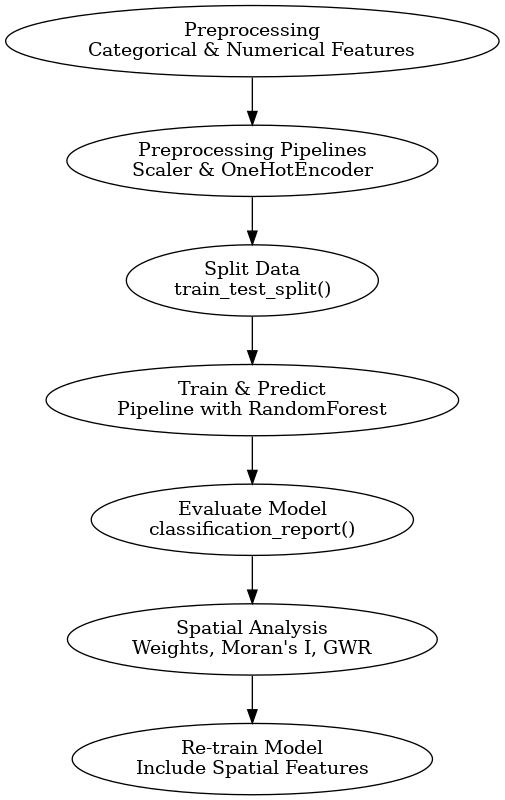 Preprocessing
Categorical & Numerical Features
Preprocessing Pipelines
Scaler & OneHotEncoder
Split Data
train_test_split()
Train & Predict
Pipeline with RandomForest
Evaluate Model
classification_report()
Spatial Analysis
Weights, Moran's I, GWR
Re-train Model
Include Spatial Features